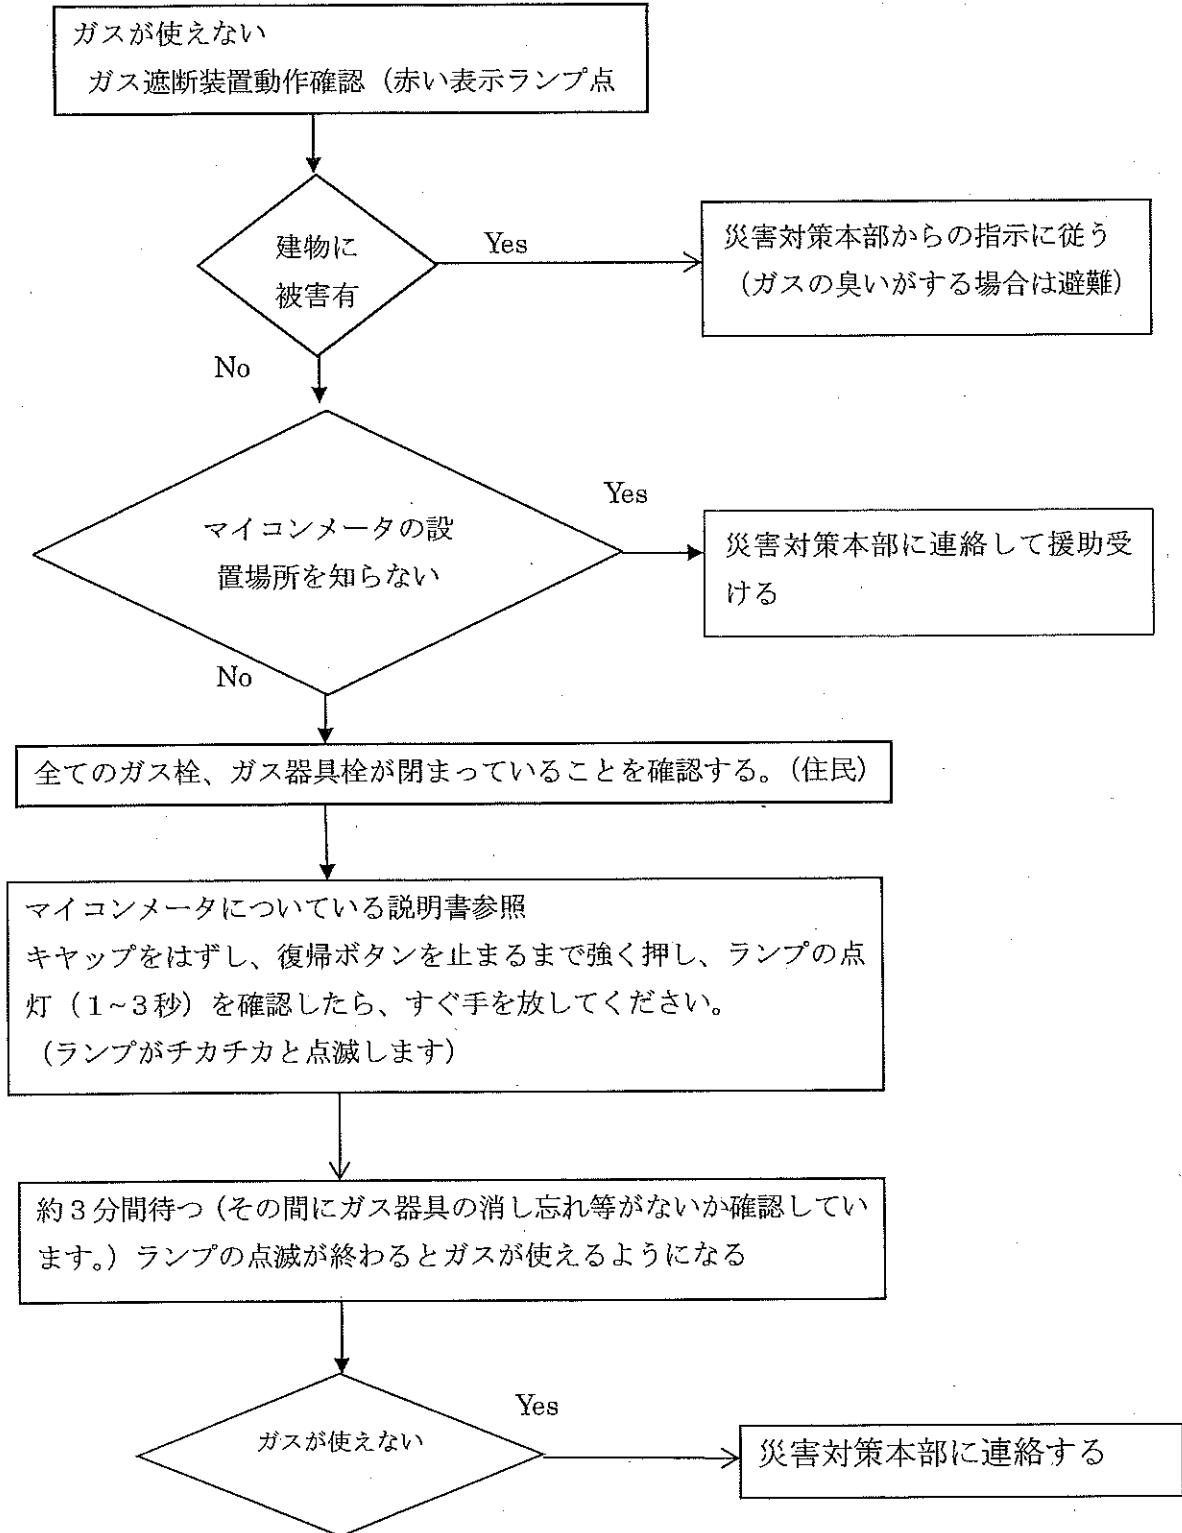 ガスが使えない
ガス遮断装置動作確認（赤い表示ランプ点
建物に
被害有
Yes
災害対策本部からの指示に従う
（ガスの臭いがする場合は避難）
No
マイコンメータの設
置場所を知らない
Yes
災害対策本部に連絡して援助受
ける
No
全てのガス栓、ガス器具栓が閉まっていることを確認する。（住民）
マイコンメータについている説明書参照
キヤップをはずし、復帰ボタンを止まるまで強く押し、ランプの点
灯（1~3秒）を確認したら、すぐ手を放してください。
（ランプがチカチカと点滅します）
約3分間待つ（その間にガス器具の消し忘れ等がないか確認してい
ます。）ランプの点滅が終わるとガスが使えるようになる
ガスが使えない
Yes
災害対策本部に連絡する